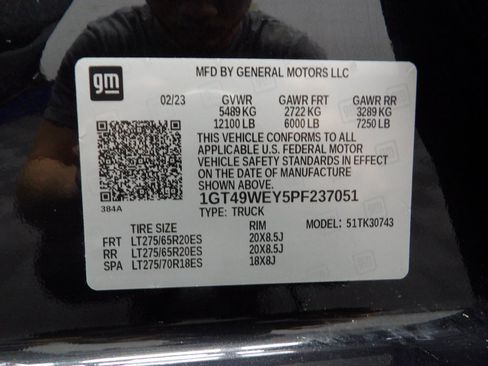 gm
MFD BY GENERAL MOTORS LLC
02/23 GVWR GAWR FRT GAWR RR
5489 KG 2722 KG 3289 KG
12100 LB 6000 LB 7250 LB
THIS VEHICLE CONFORMS TO ALL
APPLICABLE U.S. FEDERAL MOTOR
VEHICLE SAFETY STANDARDS IN EFFECT
ON THE DATE OF MANUFACTURE
SHOWN ABOVE.
384A
1GT49WEY5PF237051
TYPE: TRUCK
TIRE SIZE RIM MODEL: 51TK30743
FRT LT275/65R20ES 20X8.5J
RR LT275/65R20ES 20X8.5J
SPA LT275/70R18ES 18X8J